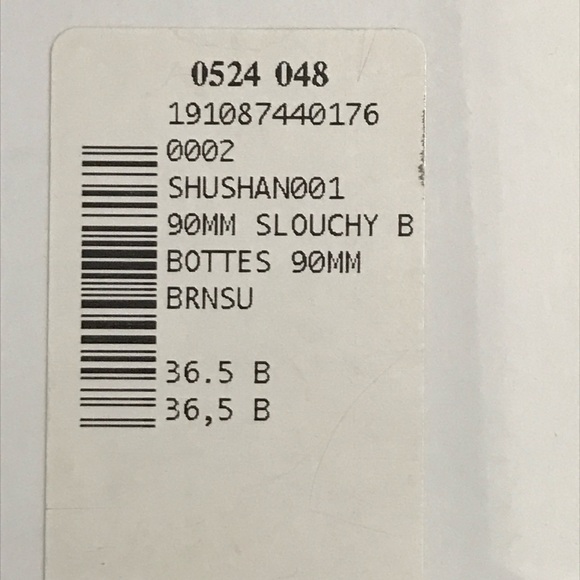 0524 048
191087440176
0002
SHUSHAN001
90MM SLOUCHY B
BOTTES 90MM
BRNSU
36.5 B
36,5 B